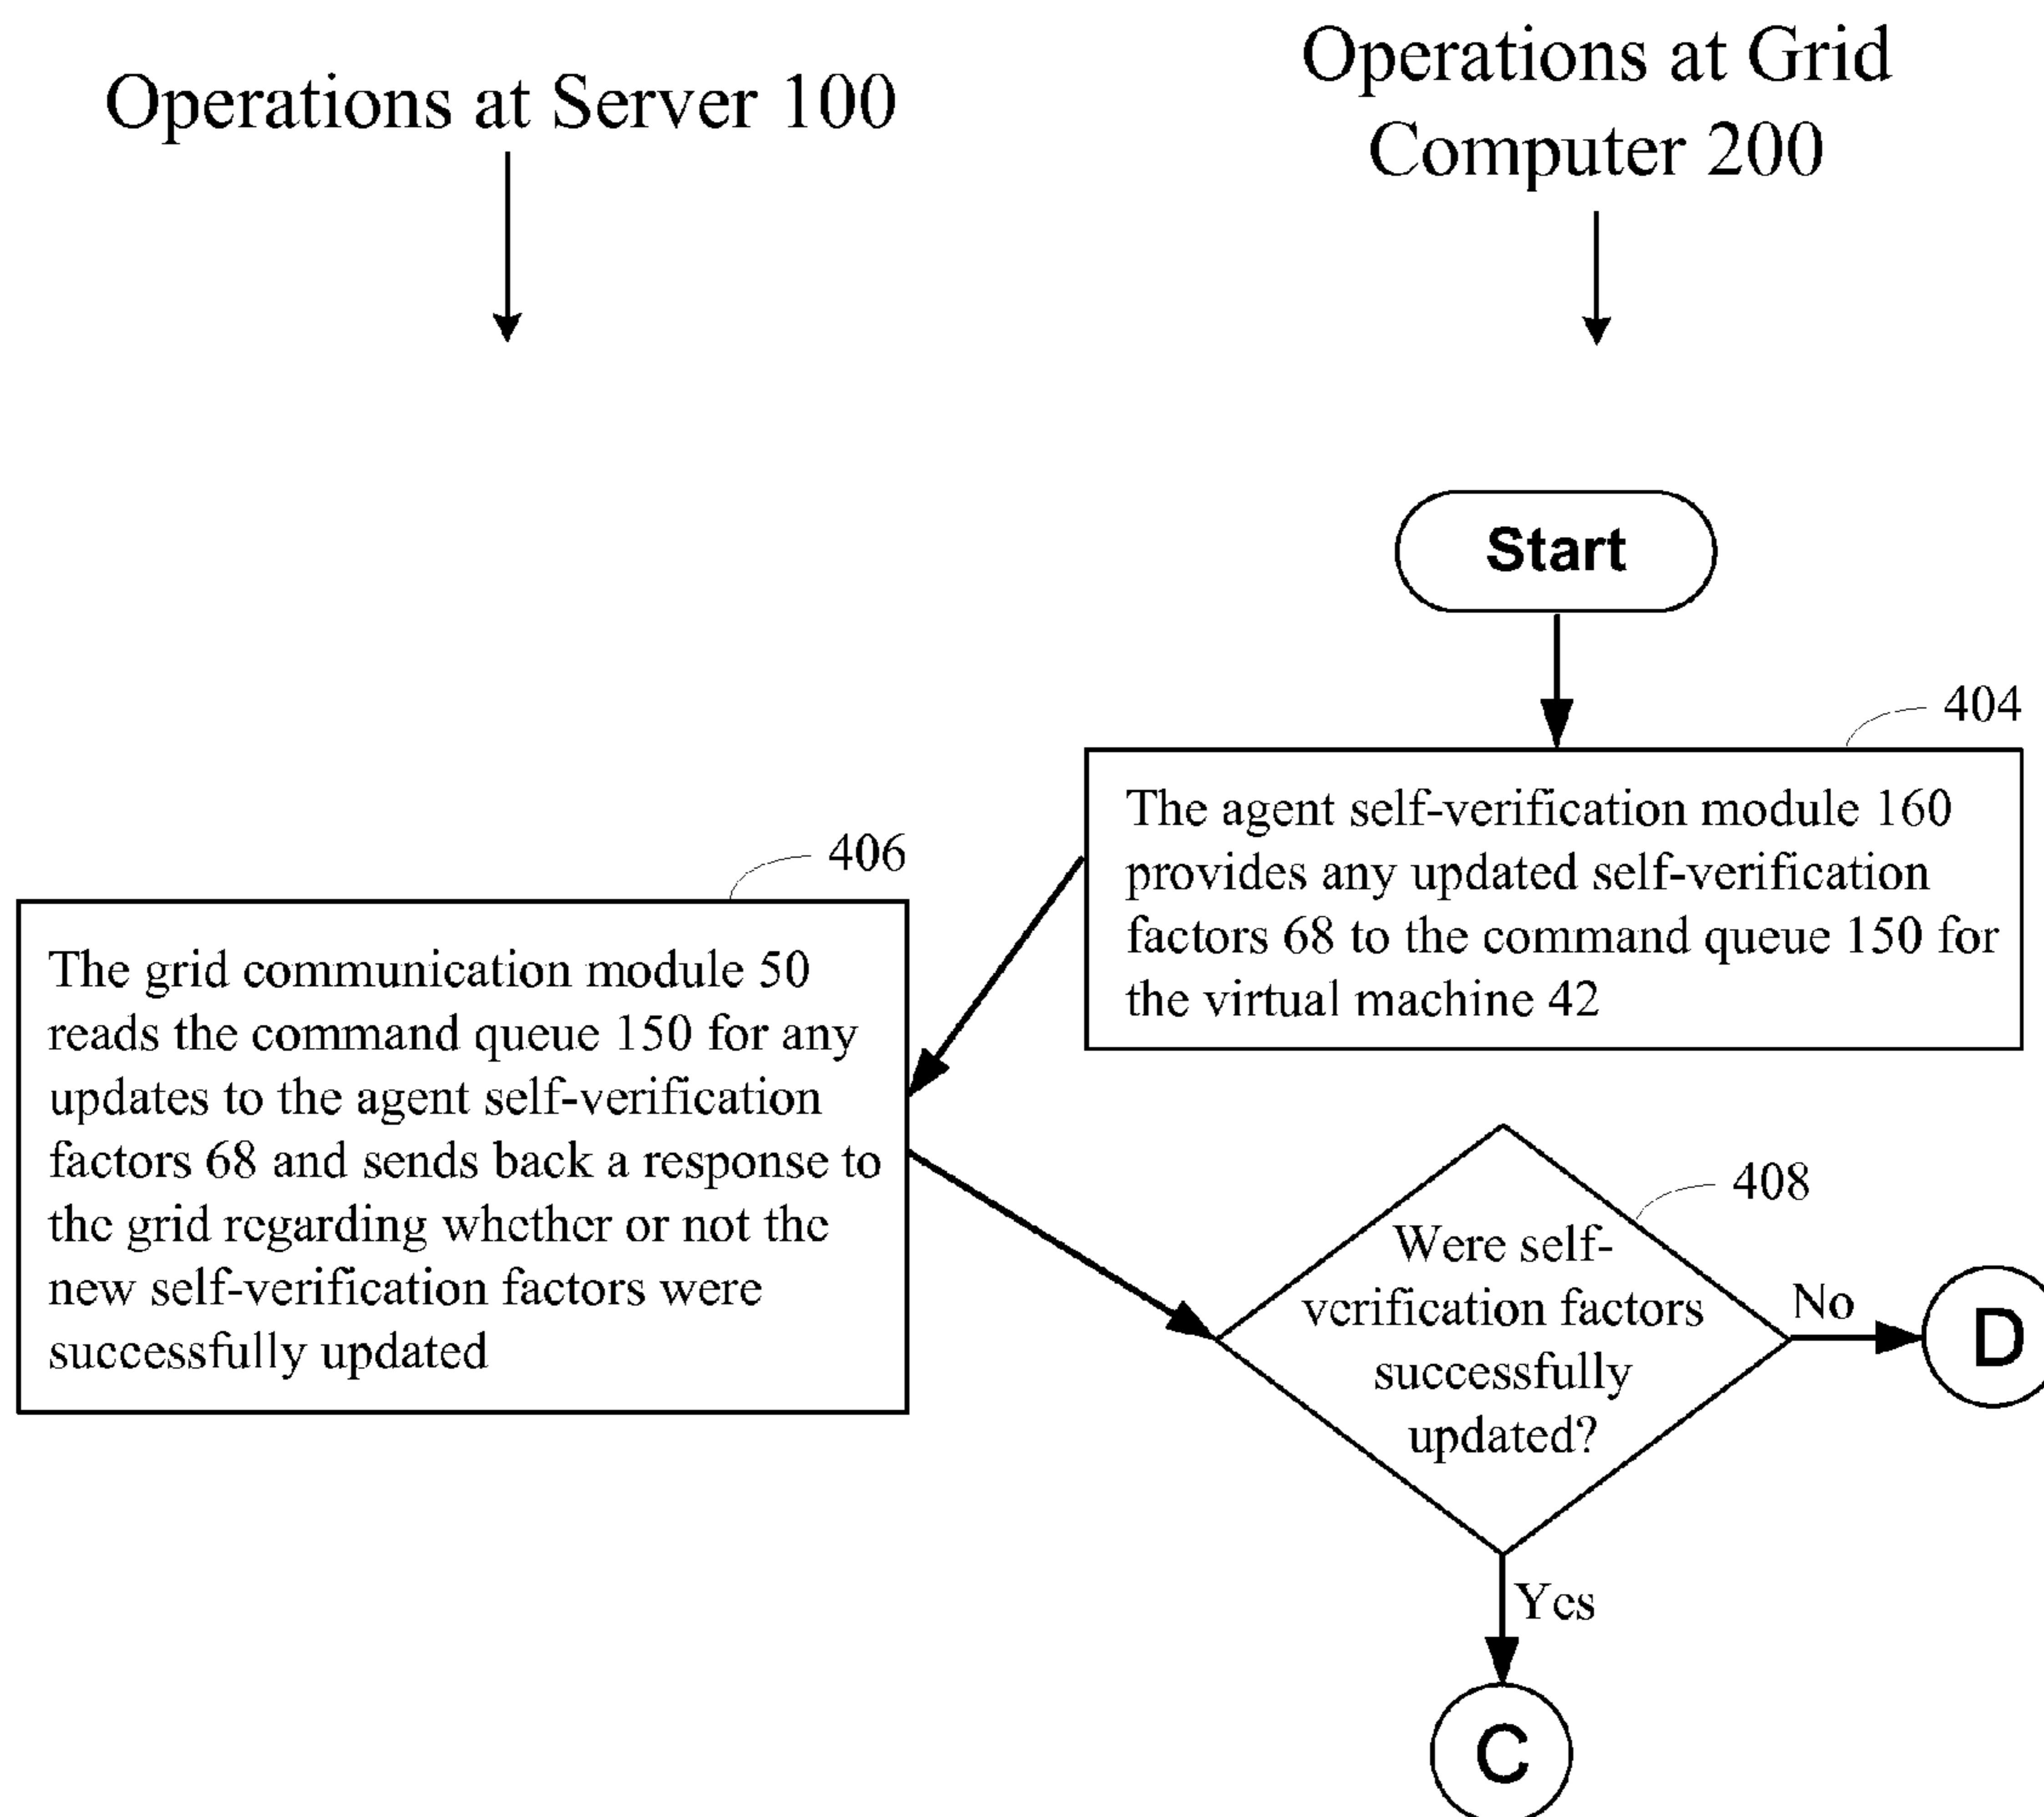 Operations at Server 100
Operations at Grid
Computer 200
Start
404
The agent self-verification module 160
provides any updated self-verification
factors 68 to the command queue 150 for
the virtual machine 42
406
The grid communication module 50
reads the command queue 150 for any
updates to the agent self-verification
factors 68 and sends back a response to
the grid regarding whether or not the
new self-verification factors were
successfully updated
408
Were self-
verification factors
successfully
updated?
No
D
Yes
C